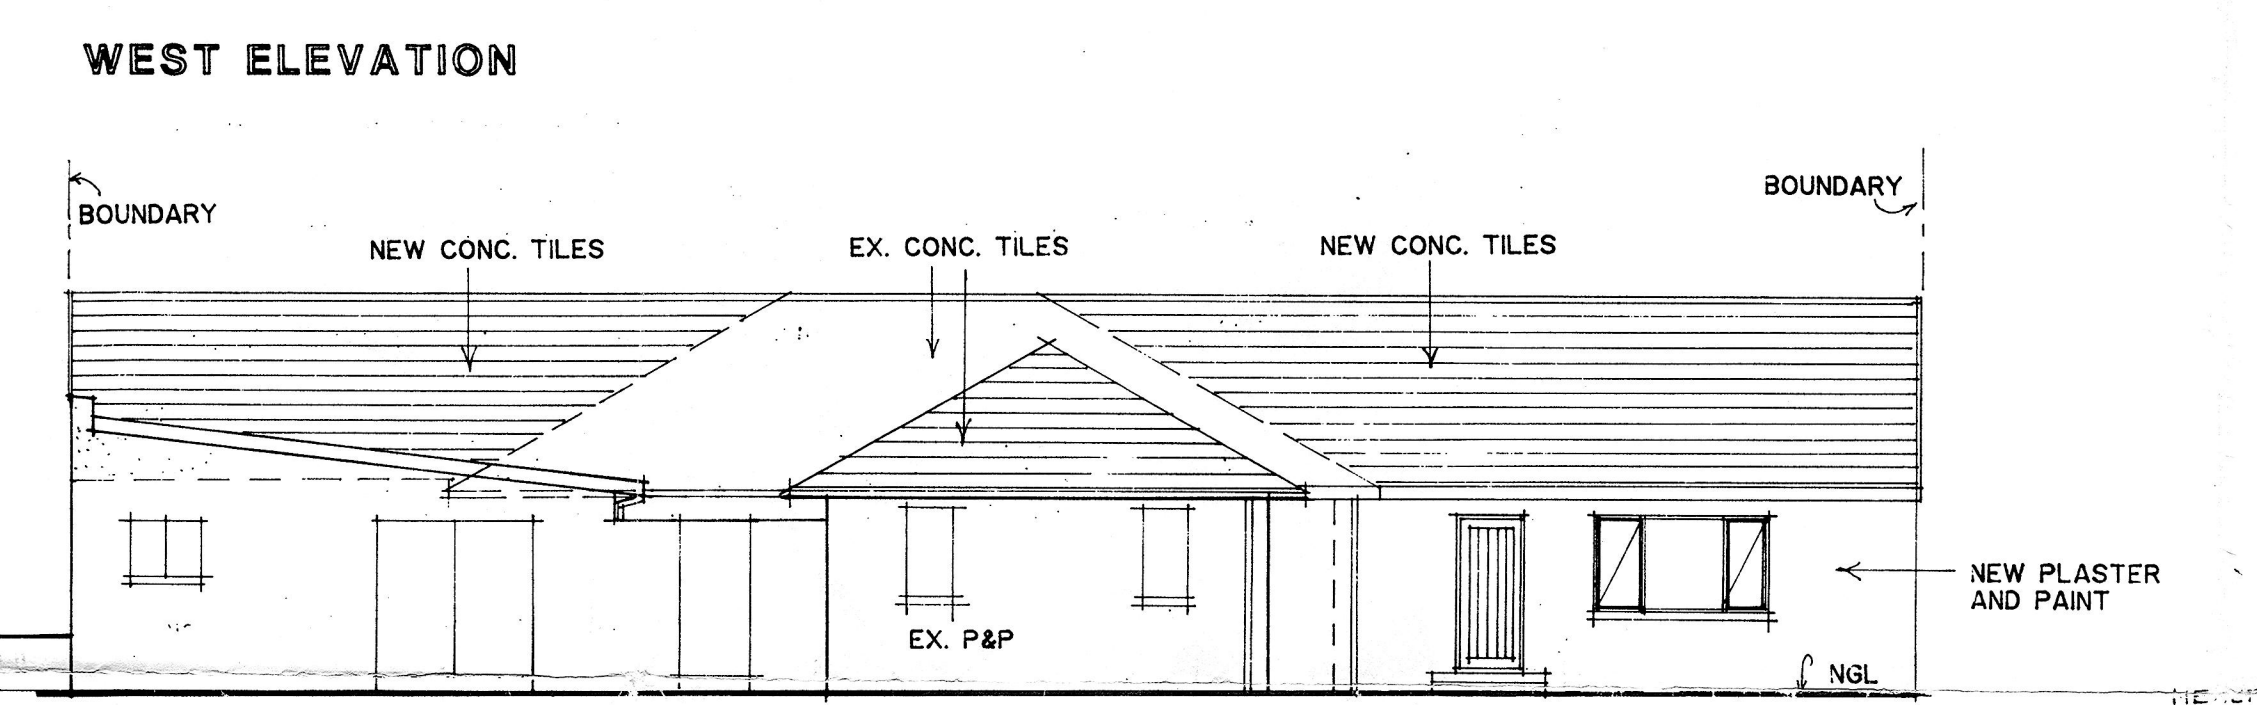 WEST ELEVATION
BOUNDARY
BOUNDARY
NEW CONC. TILES
EX. CONC. TILES
NEW CONC. TILES
NEW PLASTER
AND PAINT
EX. P&P
NGL